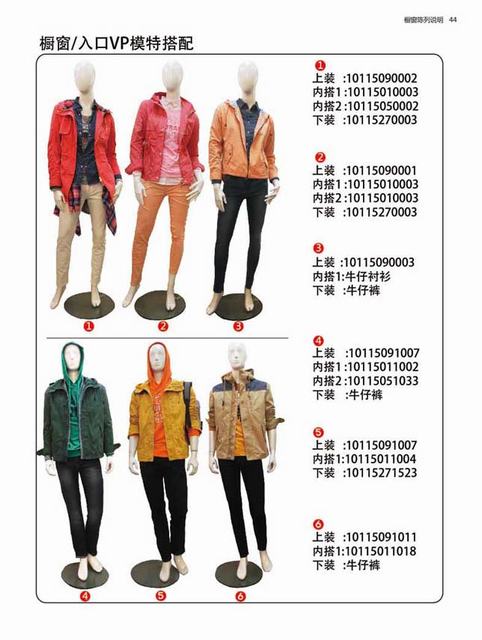 橱窗陈列说明 44
橱窗/入口VP模特搭配
1
上装 :10115090002
内搭1 :10115010003
内搭2 :10115050002
下装 :10115270003
2
上装 :10115090001
内搭1 :10115010003
内搭2 :10115010003
下装 :10115270003
3
上装 :10115090003
内搭1:牛仔衬衫
下装 :牛仔裤
1 2 3
4
上装 :10115091007
内搭1 :10115011002
内搭2 :10115051033
下装 :牛仔裤
5
上装 :10115091007
内搭1:10115011004
下装 :10115271523
6
上装 :10115091011
内搭1:10115011018
下装 :牛仔裤
4 5 6